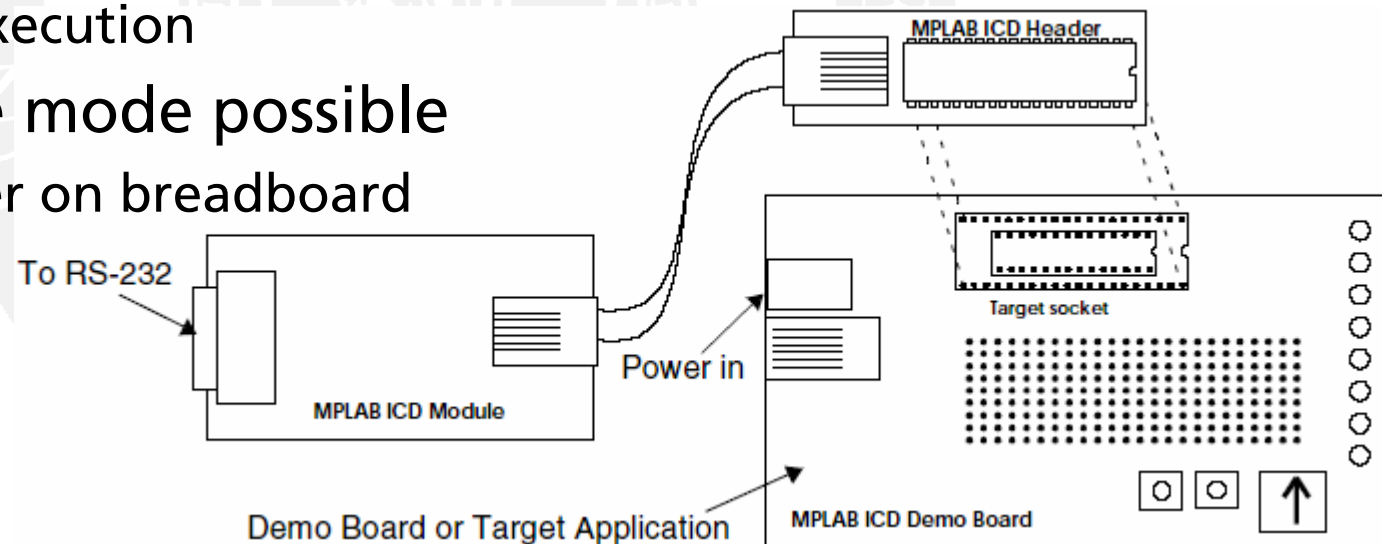 xecution
mode possible
er on breadboard
MPLAB ICD Header
To RS-232
MPLAB ICD Module
Power in
Target socket
Demo Board or Target Application
MPLAB ICD Demo Board